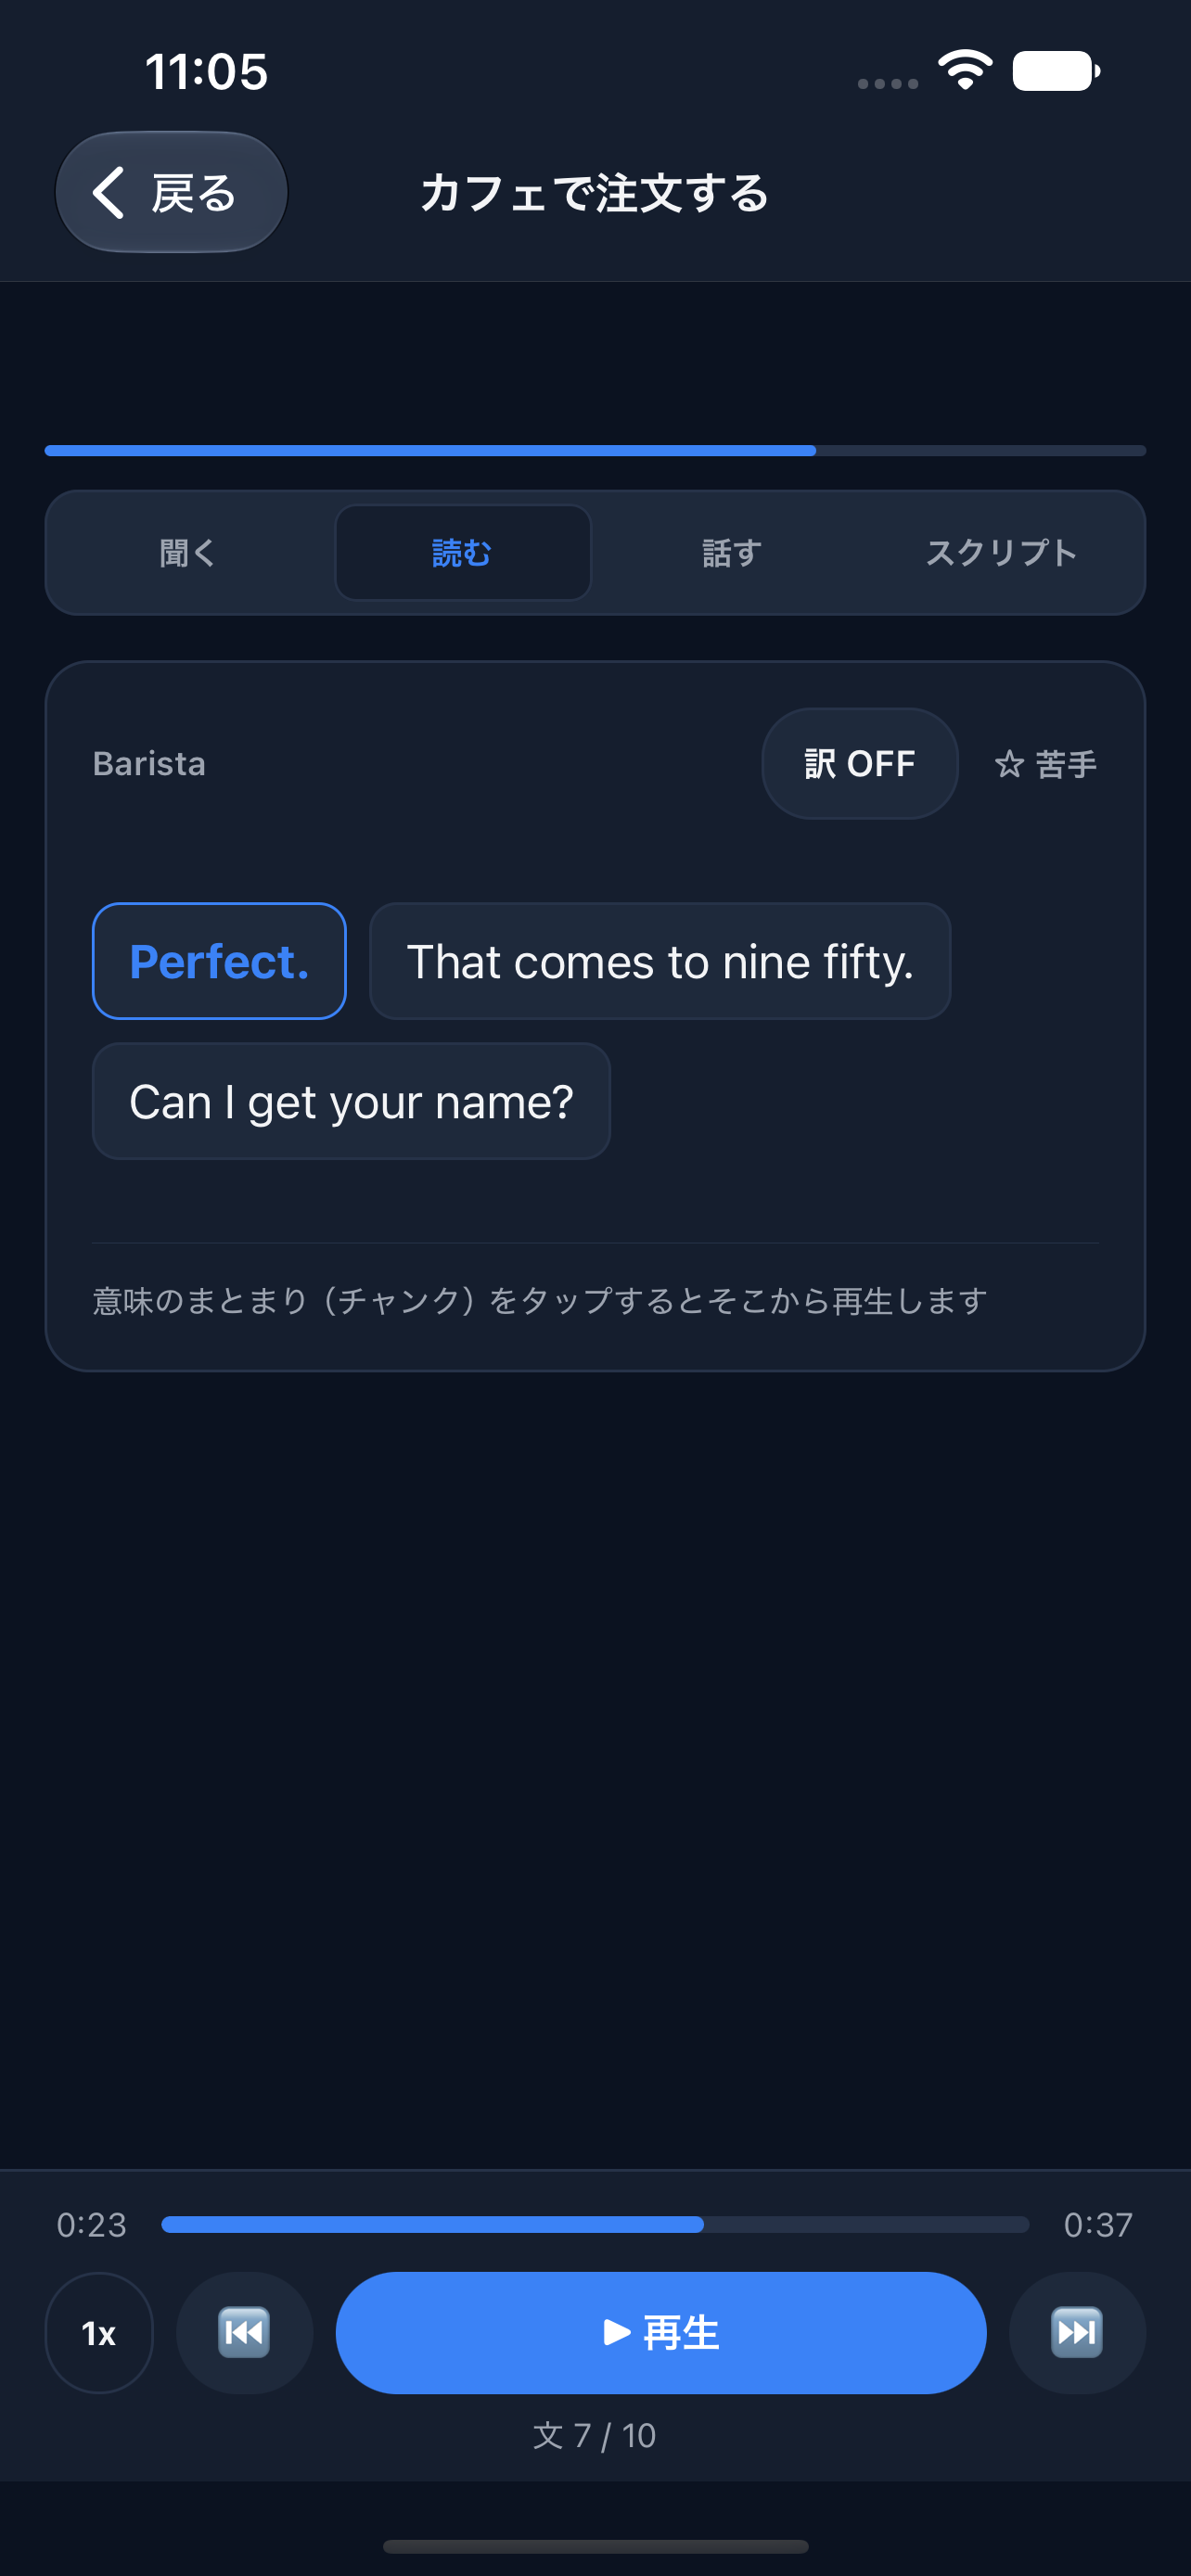 11:05
戻る
カフェで注文する
聞く 読む 話す スクリプト
Barista 訳 OFF ☆ 苦手
Perfect. That comes to nine fifty.
Can I get your name?
意味のまとまり（チャンク）をタップするとそこから再生します
0:23 0:37
1x ⏮ ▶ 再生 ⏭
文 7 / 10